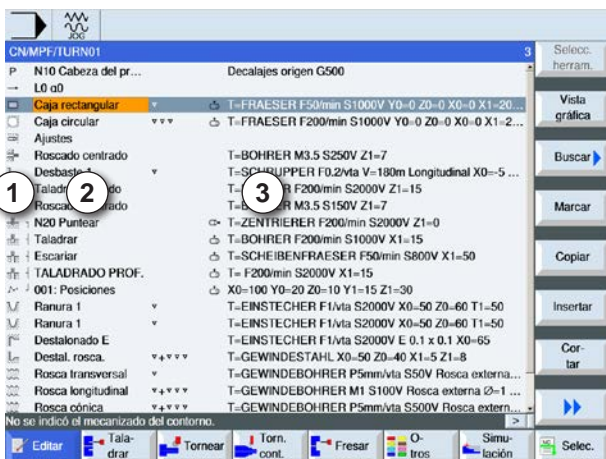 JOG
CN/MPF/TURN01 3
P N10 Cabeza del pr... Decalajes origen G500
L0 α0
Caja rectangular T=FRAESER F50/min S1000V Y0=0 Z0=0 X0=0 X1=20...
Caja circular T=FRAESER F200/min S1000V Y0=0 Z0=0 X0=0 X1=2...
Ajustes
Roscado centrado T=BOHRER M3.5 S250V Z1=7
Desbaste 1 T=SCHRUPPER F0.2/vta V=180m Longitudinal X0=-5 ...
F200/min S2000V Z1=15
M3.5 S150V Z1=7
N20 Puntear T=ZENTRIERER F200/min S2000V Z1=0
Taladrar T=BOHRER F200/min S1000V X1=15
Escariar T=SCHEIBENFRAESER F50/min S800V X1=50
TALADRADO PROF. T= F200/min S2000V X1=15
001: Posiciones X0=100 Y0=20 Z0=10 Y1=15 Z1=30
Ranura 1 T=EINSTECHER F1/vta S2000V X0=50 Z0=60 T1=50
Ranura 1 T=EINSTECHER F1/vta S2000V X0=50 Z0=60 T1=50
Destalonado E T=EINSTECHER F1/vta S2000V E 0.1 x 0.1 X0=65
Destal. rosca. T=GEWINDESTAHL X0=50 Z0=40 X1=5 Z1=8
Rosca transversal T=GEWINDEBOHRER P5mm/vta S50V Rosca externa...
Rosca longitudinal T=GEWINDEBOHRER M1 S100V Rosca externa Ø=1 ...
Rosca cónica T=GEWINDEBOHRER P5mm/vta S500V Rosca extern...
1
2
3
No se indicó el mecanizado del contorno. >
Selecc.
herram.
Vista
gráfica
Buscar
Marcar
Copiar
Insertar
Cor-
tar
Editar
Tala-
drar
Tornear
Torn.
cont.
Fresar
O-
tros
Simu-
lación
Selec.